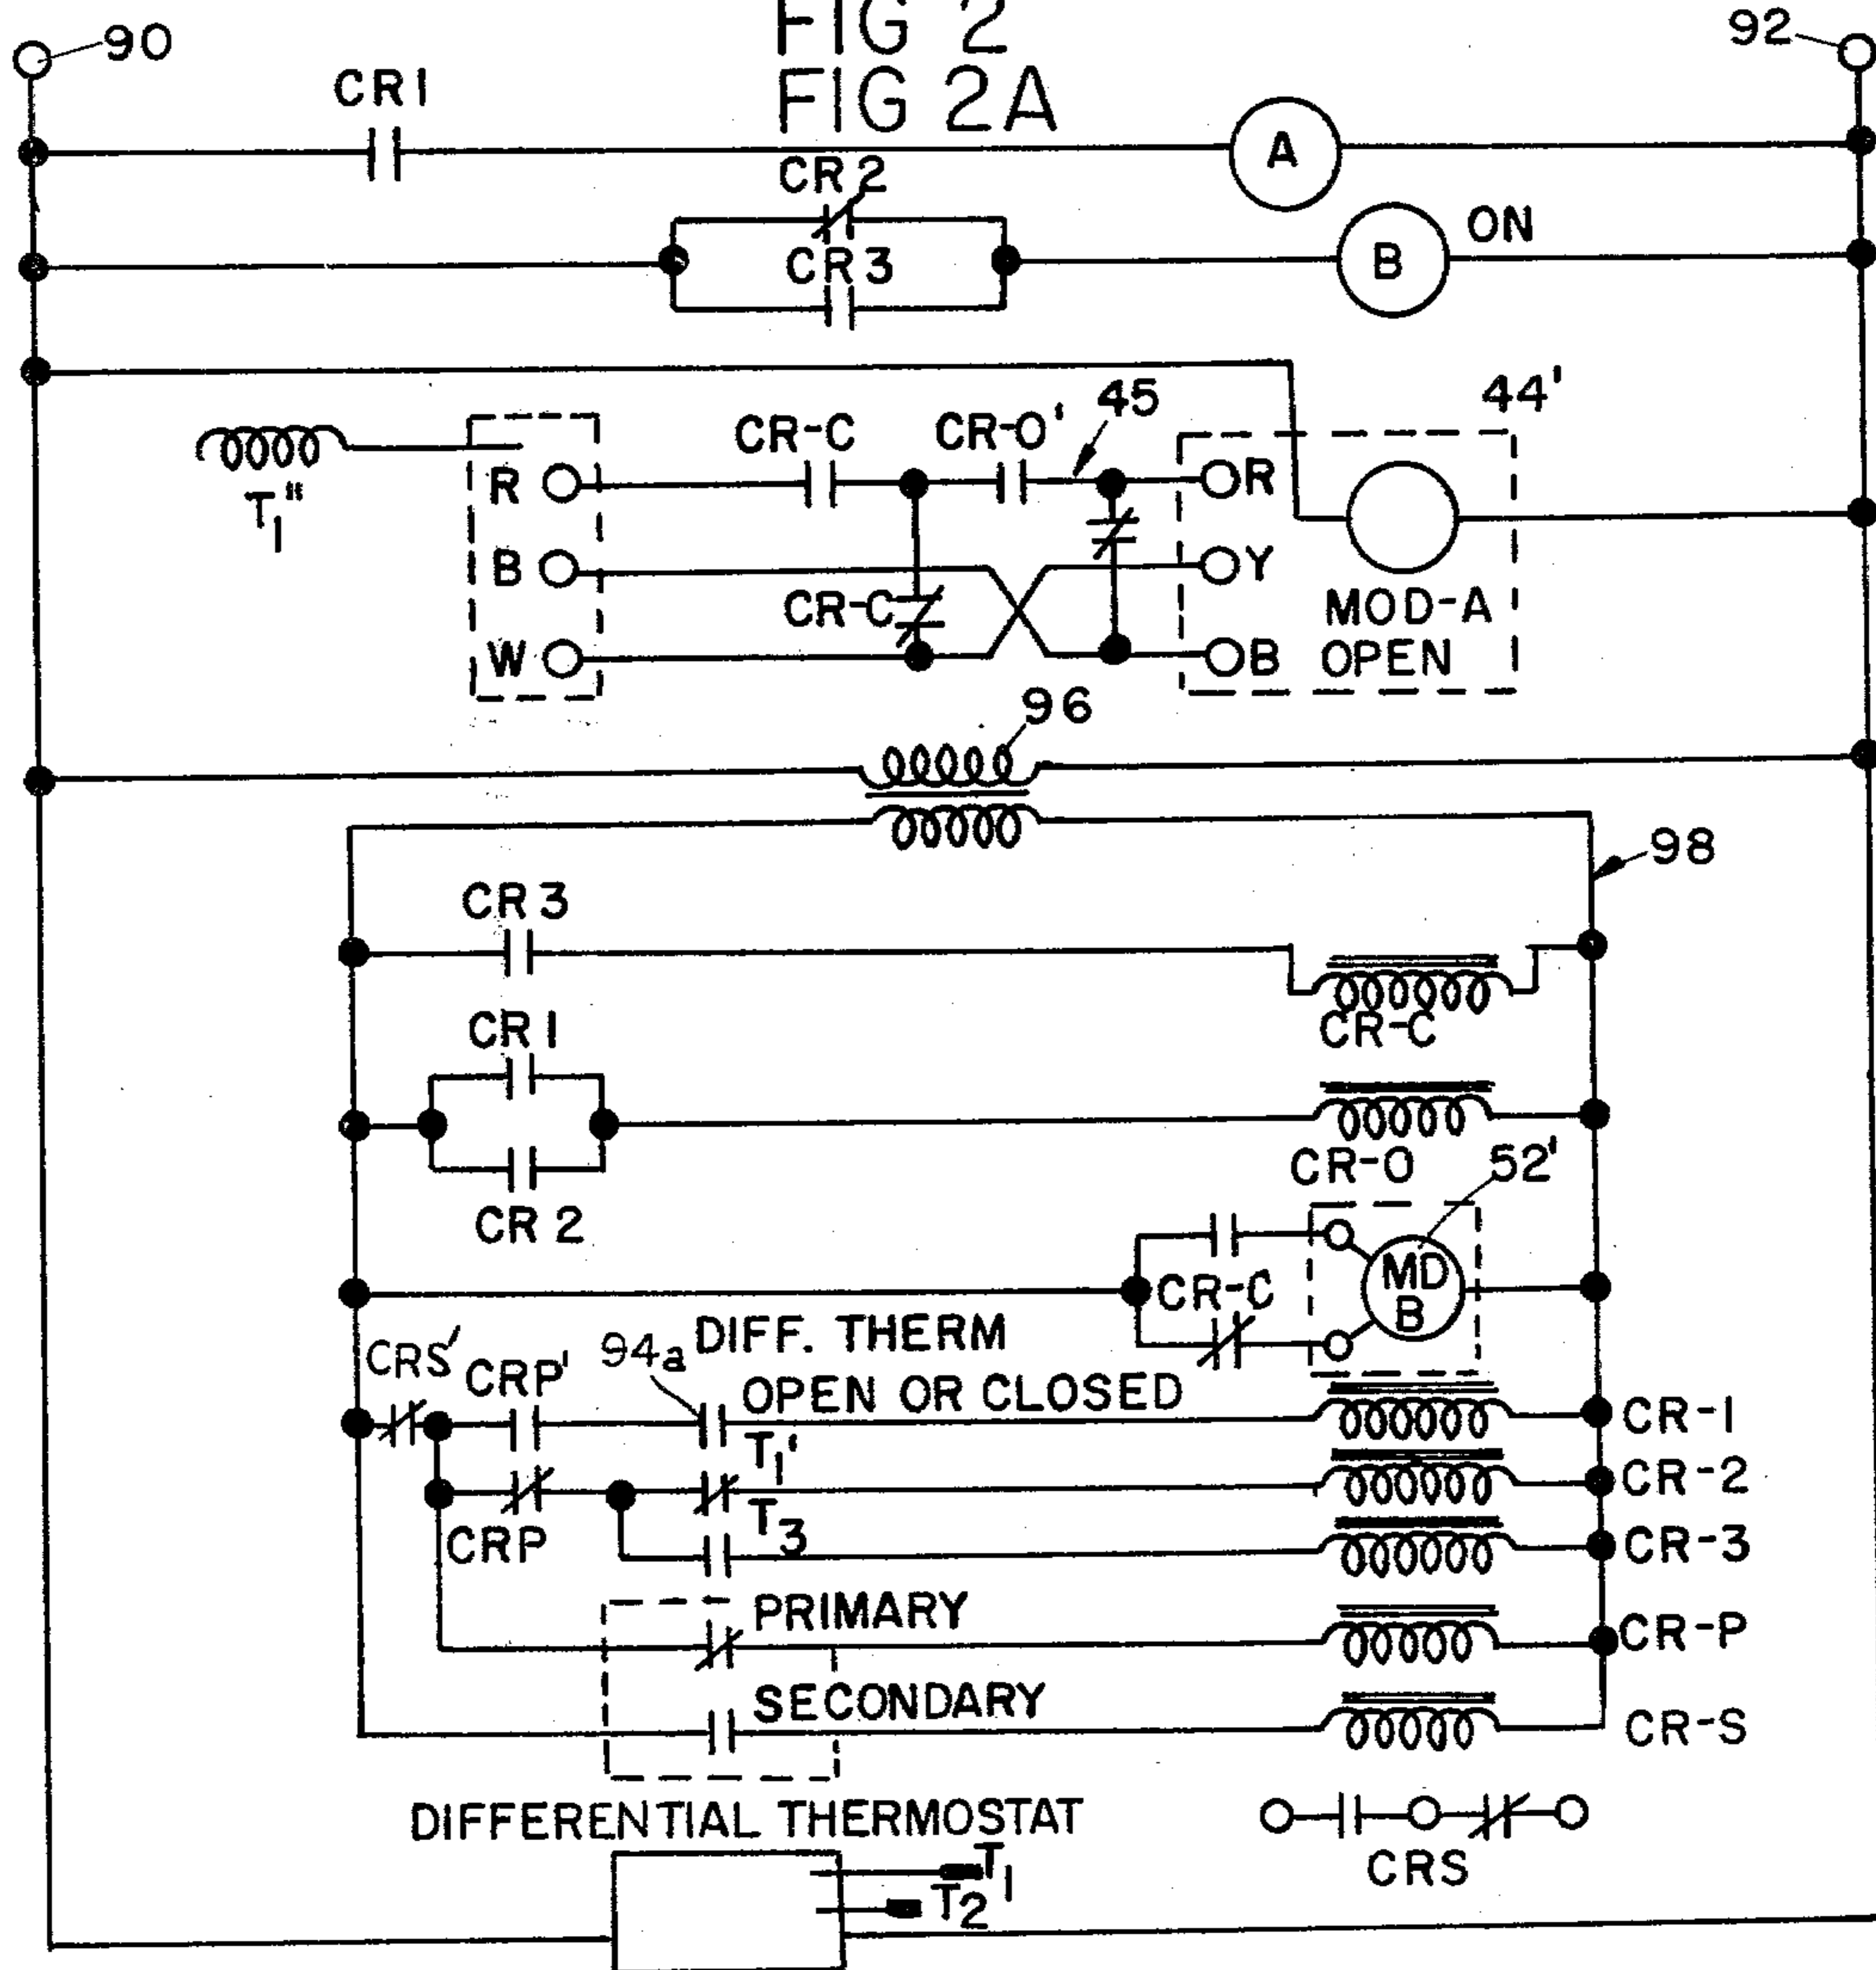 FIG 2
FIG 2A
90
92
CR1
A
CR2
CR3
B
ON
44'
45
CR-C
CR-O'
T1"
R
R
B
Y
CR-C
MOD-A
W
B
OPEN
96
98
CR3
CR-C
CR1
CR-O
52'
CR2
MD
B
CR-C
DIFF. THERM
CRS'
CRP'
94a
OPEN OR CLOSED
CR-1
T1'
CR-2
T3
CRP
CR-3
PRIMARY
CR-P
SECONDARY
CR-S
DIFFERENTIAL THERMOSTAT
T1
T2
CRS